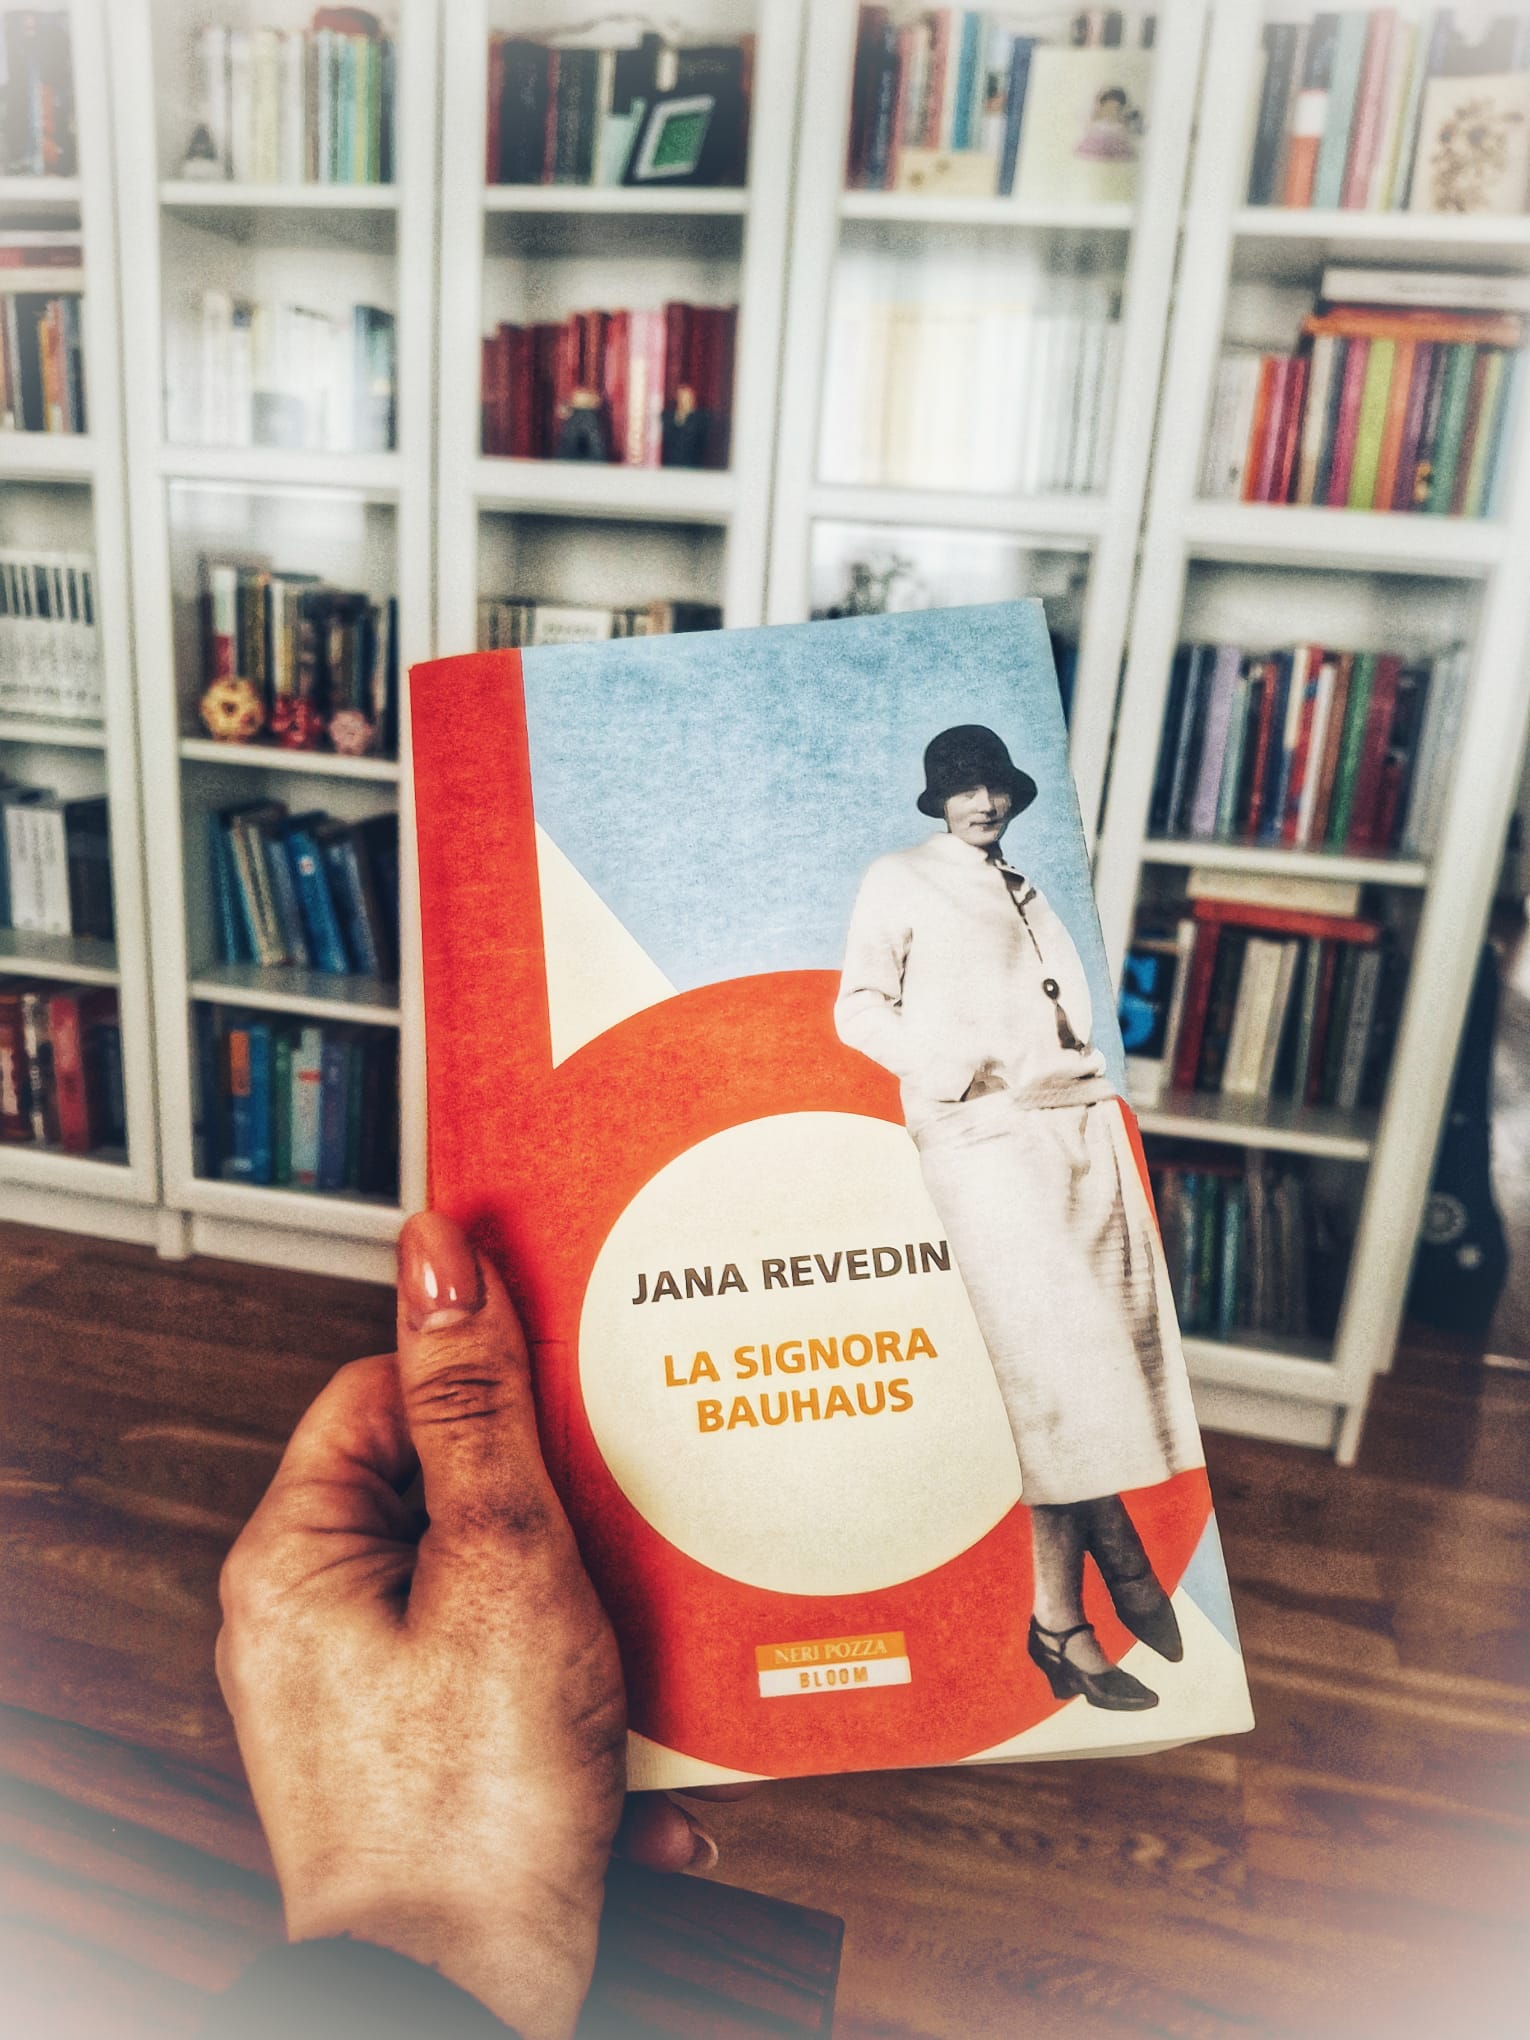 JANA REVEDIN
LA SIGNORA
BAUHAUS
NERI POZZA
BLOOM